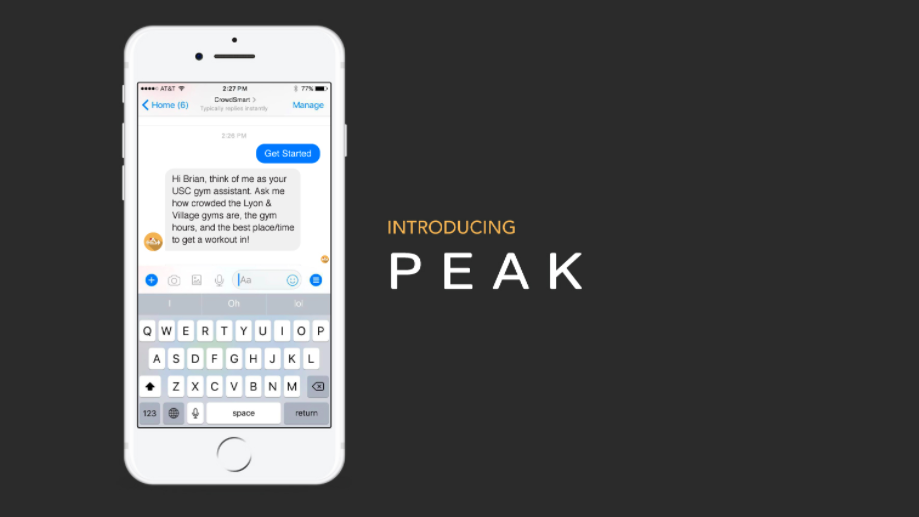 AT&T 2:27 PM 77%
Home (6) CrowdSmart Manage
Typically replies instantly
2:26 PM
Get Started
Hi Brian, think of me as your
USC gym assistant. Ask me
how crowded the Lyon &
Village gyms are, the gym
hours, and the best place/time
to get a workout in!
Aa
I Oh lol
Q W E R T Y U I O P
A S D F G H J K L
Z X C V B N M
123 space return
INTRODUCING
PEAK